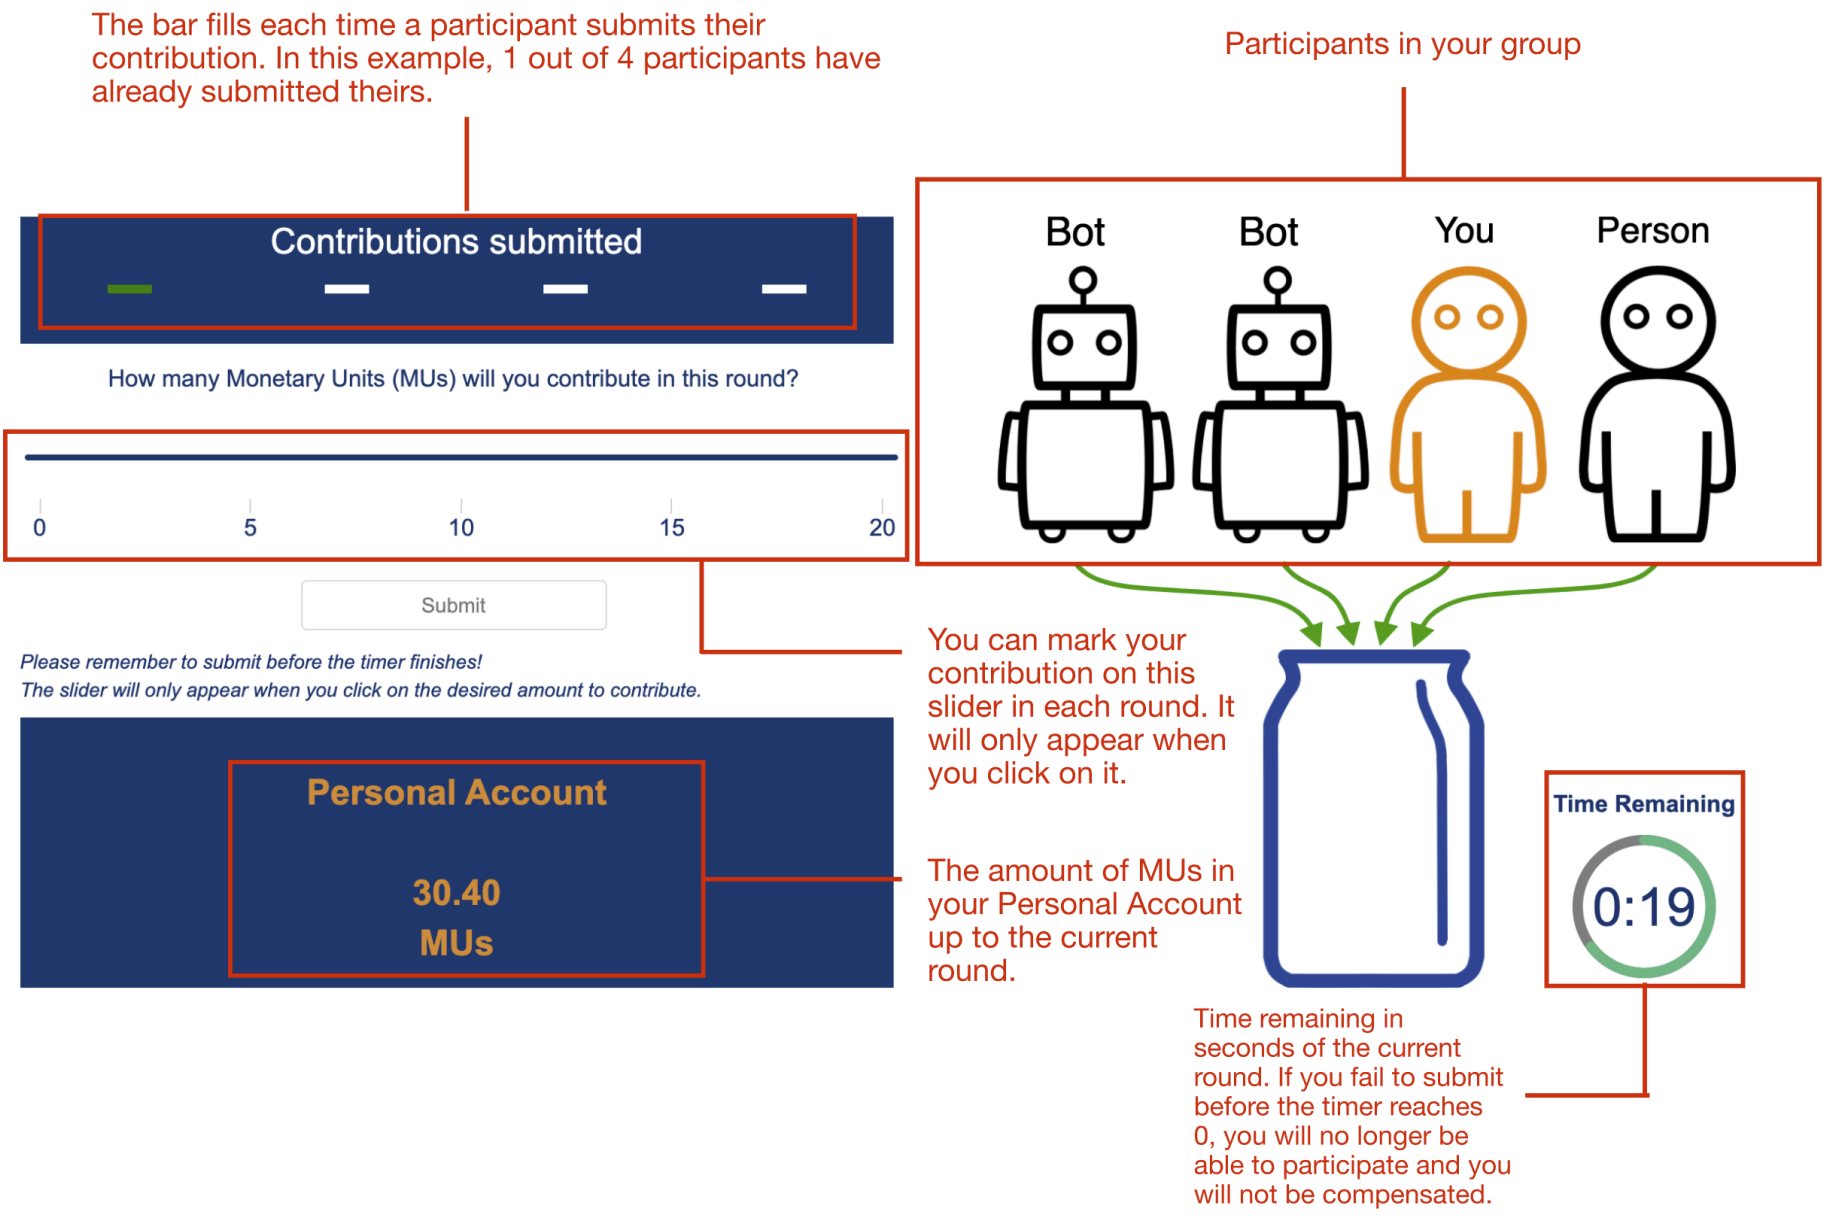 The bar fills each time a participant submits their
contribution. In this example, 1 out of 4 participants have
already submitted theirs.
Participants in your group
Contributions submitted
How many Monetary Units (MUs) will you contribute in this round?
0 5 10 15 20
Submit
Please remember to submit before the timer finishes!
The slider will only appear when you click on the desired amount to contribute.
Personal Account
30.40
MUs
Bot Bot You Person
You can mark your
contribution on this
slider in each round. It
will only appear when
you click on it.
The amount of MUs in
your Personal Account
up to the current
round.
Time Remaining
0:19
Time remaining in
seconds of the current
round. If you fail to submit
before the timer reaches
0, you will no longer be
able to participate and you
will not be compensated.